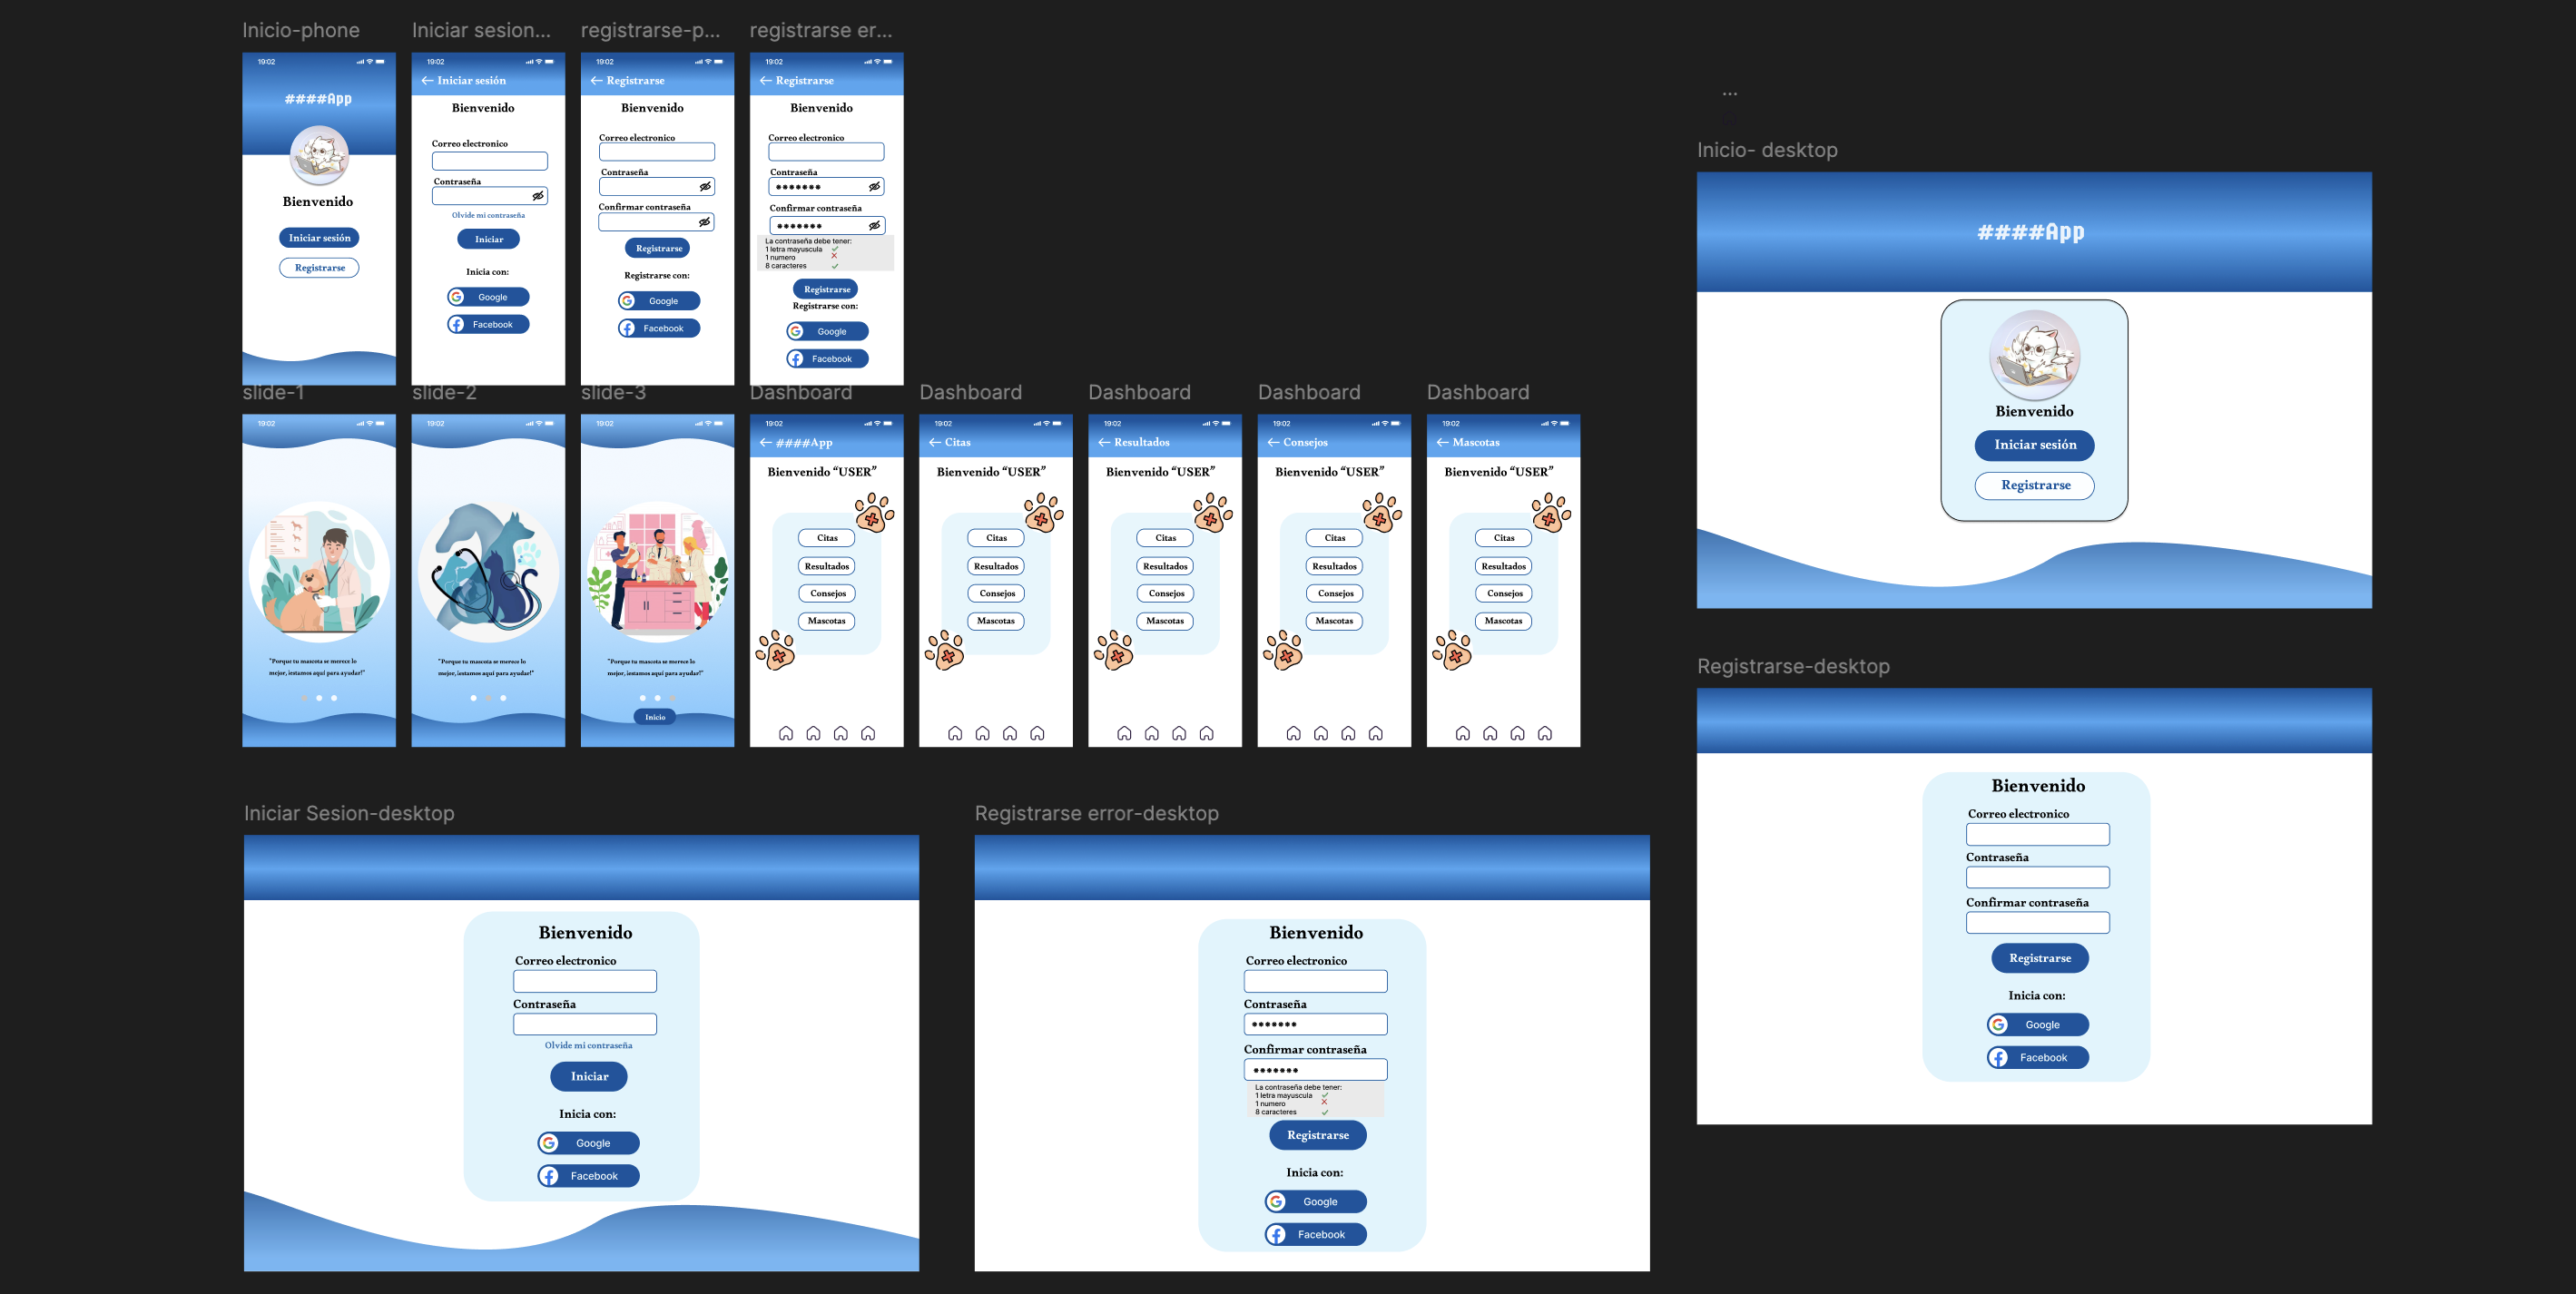 Inicio-phone
Iniciar sesion...
registrarse-p...
registrarse er...
19:02
####App
Bienvenido
Iniciar sesión
Registrarse
19:02
Iniciar sesión
Bienvenido
Correo electronico
Contraseña
Olvide mi contraseña
Iniciar
Inicia con:
Google
Facebook
19:02
Registrarse
Bienvenido
Correo electronico
Contraseña
Confirmar contraseña
Registrarse
Registrarse con:
Google
Facebook
19:02
Registrarse
Bienvenido
Correo electronico
Contraseña
*******
Confirmar contraseña
*******
La contraseña debe tener:
1 letra mayuscula
1 numero
8 caracteres
Registrarse
Registrarse con:
Google
Facebook
slide-1
slide-2
slide-3
Dashboard
Dashboard
Dashboard
Dashboard
Dashboard
19:02
"Porque tu mascota se merece lo
mejor, ¡estamos aquí para ayudar!"
19:02
"Porque tu mascota se merece lo
mejor, ¡estamos aquí para ayudar!"
19:02
"Porque tu mascota se merece lo
mejor, ¡estamos aquí para ayudar!"
Inicio
19:02
####App
Bienvenido “USER”
Citas
Resultados
Consejos
Mascotas
19:02
Citas
Bienvenido “USER”
Citas
Resultados
Consejos
Mascotas
19:02
Resultados
Bienvenido “USER”
Citas
Resultados
Consejos
Mascotas
19:02
Consejos
Bienvenido “USER”
Citas
Resultados
Consejos
Mascotas
19:02
Mascotas
Bienvenido “USER”
Citas
Resultados
Consejos
Mascotas
...
Inicio- desktop
####App
Bienvenido
Iniciar sesión
Registrarse
Registrarse-desktop
Bienvenido
Correo electronico
Contraseña
Confirmar contraseña
Registrarse
Inicia con:
Google
Facebook
Iniciar Sesion-desktop
Bienvenido
Correo electronico
Contraseña
Olvide mi contraseña
Iniciar
Inicia con:
Google
Facebook
Registrarse error-desktop
Bienvenido
Correo electronico
Contraseña
*******
Confirmar contraseña
*******
La contraseña debe tener:
1 letra mayuscula
1 numero
8 caracteres
Registrarse
Inicia con:
Google
Facebook